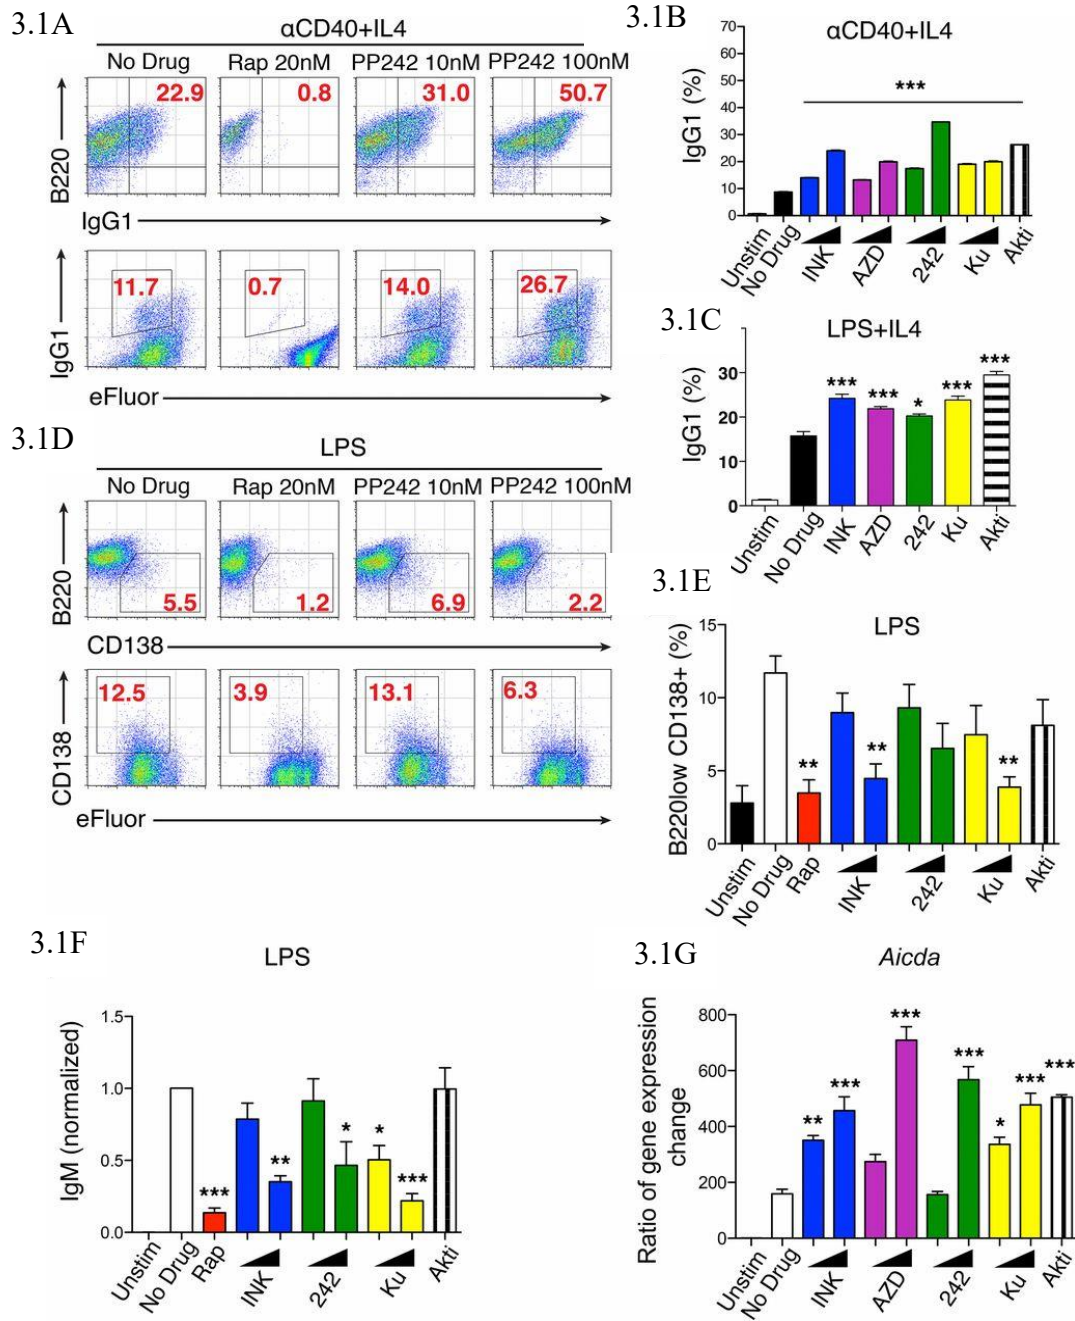 3.1A
αCD40+IL4
No Drug Rap 20nM PP242 10nM PP242 100nM
22.9 0.8 31.0 50.7
B220
IgG1
11.7 0.7 14.0 26.7
IgG1
eFluor
3.1B
αCD40+IL4
70
60
50
40
30
20
10
0
IgG1 (%)
***
Unstim No Drug INK AZD 242 Ku Akti
3.1C
LPS+IL4
30
20
10
0
IgG1 (%)
*** *** * *** ***
Unstim No Drug INK AZD 242 Ku Akti
3.1D
LPS
No Drug Rap 20nM PP242 10nM PP242 100nM
B220
5.5 1.2 6.9 2.2
CD138
12.5 3.9 13.1 6.3
CD138
eFluor
3.1E
LPS
15
10
5
0
B220low CD138+ (%)
** ** **
Unstim No Drug Rap INK 242 Ku Akti
3.1F
LPS
1.5
1.0
0.5
0.0
IgM (normalized)
*** ** * * ***
Unstim No Drug Rap INK 242 Ku Akti
3.1G
Aicda
800
600
400
200
0
Ratio of gene expression
change
** *** *** *** * *** ***
Unstim No Drug INK AZD 242 Ku Akti